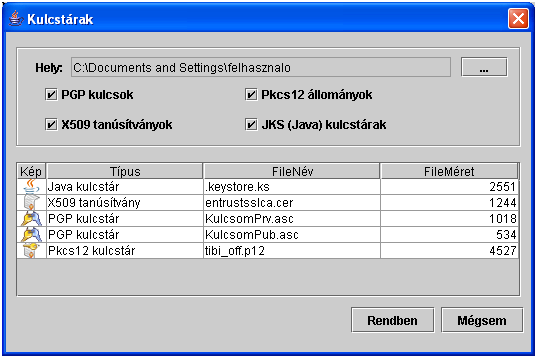 Kulcstárak
Hely: C:\Documents and Settings\felhasznalo ...
PGP kulcsok Pkcs12 állományok
X509 tanúsítványok JKS (Java) kulcstárak
Kép Típus FileNév FileMéret
Java kulcstár .keystore.ks 2551
X509 tanúsítvány entrustsslca.cer 1244
PGP kulcstár KulcsomPrv.asc 1018
PGP kulcstár KulcsomPub.asc 534
Pkcs12 kulcstár tibi_off.p12 4527
Rendben Mégsem